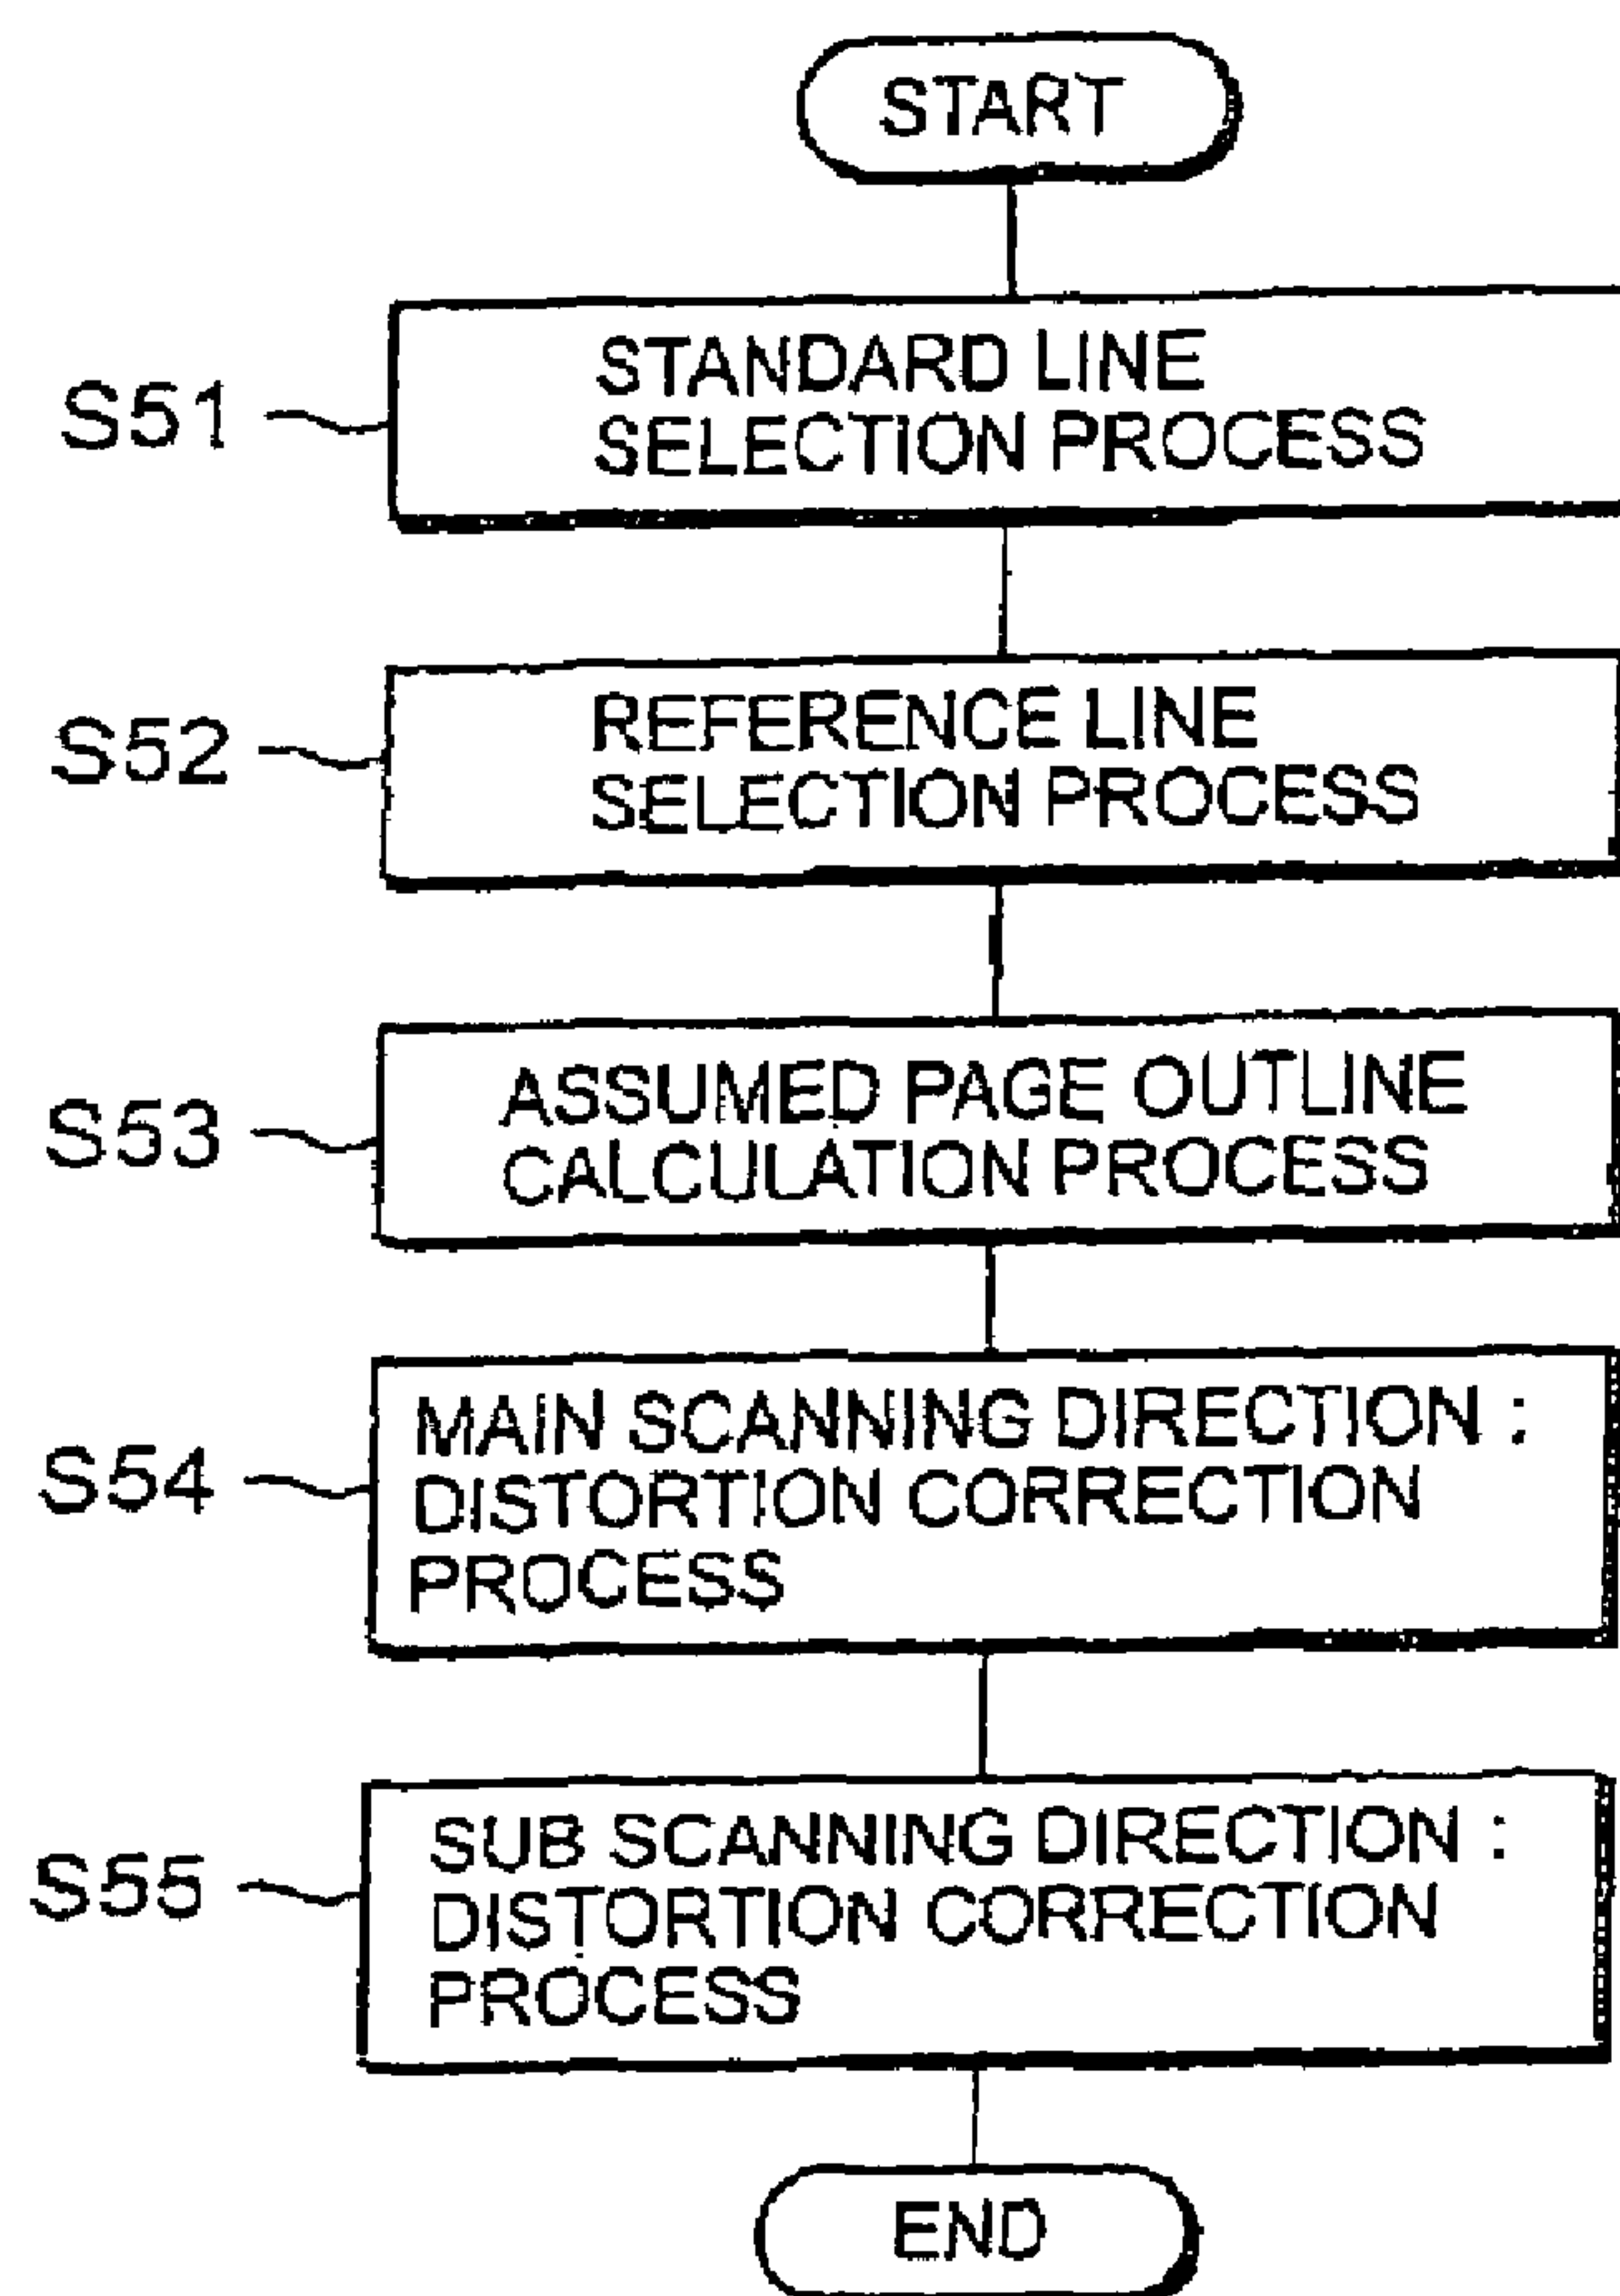 START
S51
STANDARD LINE
SELECTION PROCESS
S52
REFERENCE LINE
SELECTION PROCESS
S53
ASSUMED PAGE OUTLINE
CALCULATION PROCESS
S54
MAIN SCANNING DIRECTION :
DISTORTION CORRECTION
PROCESS
S55
SUB SCANNING DIRECTION :
DISTORTION CORRECTION
PROCESS
END